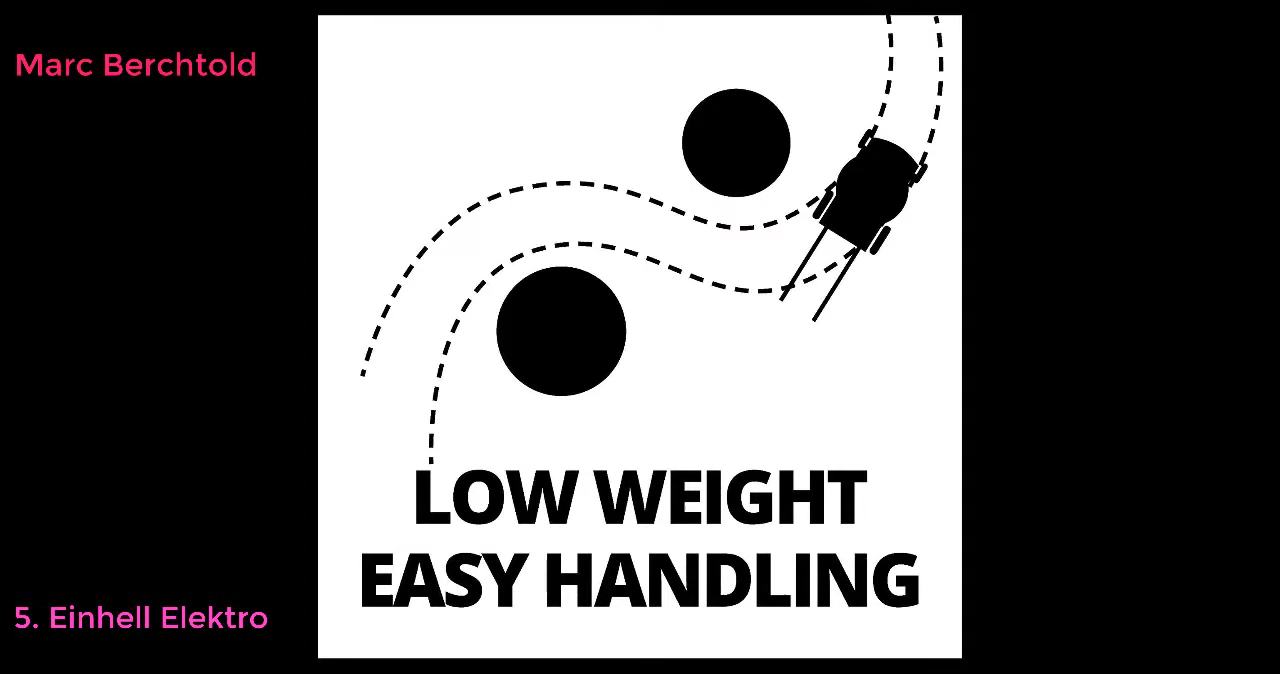 Marc Berchtold
LOW WEIGHT
EASY HANDLING
5. Einhell Elektro